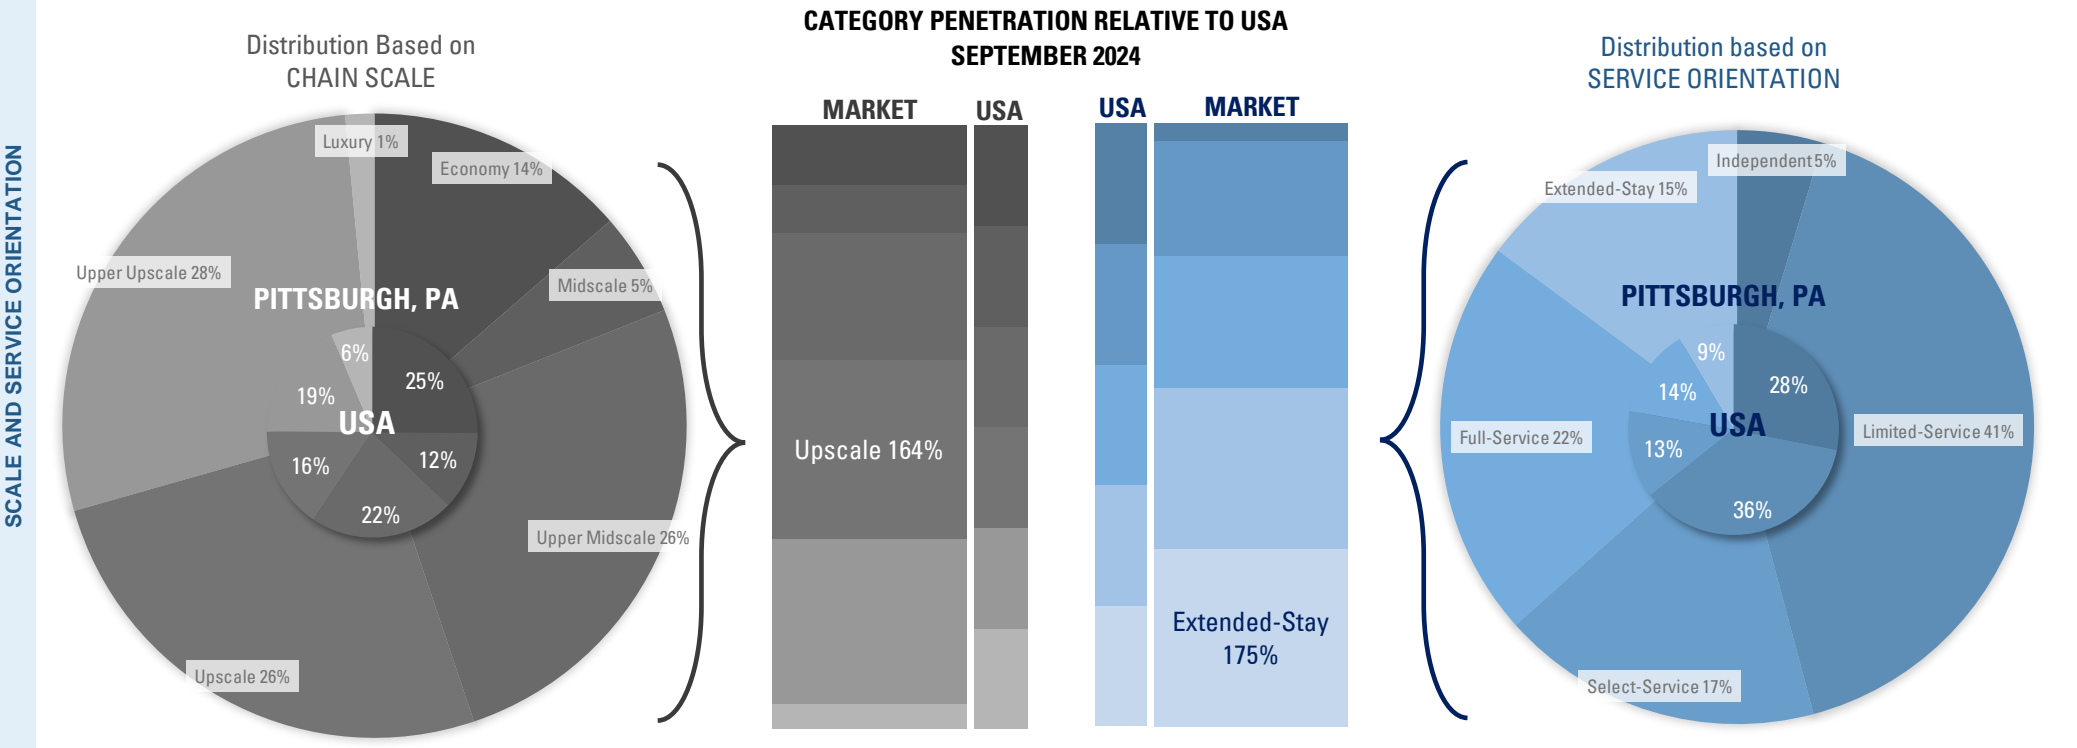 SCALE AND SERVICE ORIENTATION
Distribution Based on
CHAIN SCALE
Luxury 1%
Economy 14%
Midscale 5%
Upper Upscale 28%
PITTSBURGH, PA
6%
25%
19%
USA
16%
12%
22%
Upper Midscale 26%
Upscale 26%
CATEGORY PENETRATION RELATIVE TO USA
SEPTEMBER 2024
MARKET
USA
Upscale 164%
USA
MARKET
Extended-Stay
175%
Distribution based on
SERVICE ORIENTATION
Independent 5%
Extended-Stay 15%
PITTSBURGH, PA
9%
28%
14%
USA
13%
36%
Full-Service 22%
Limited-Service 41%
Select-Service 17%